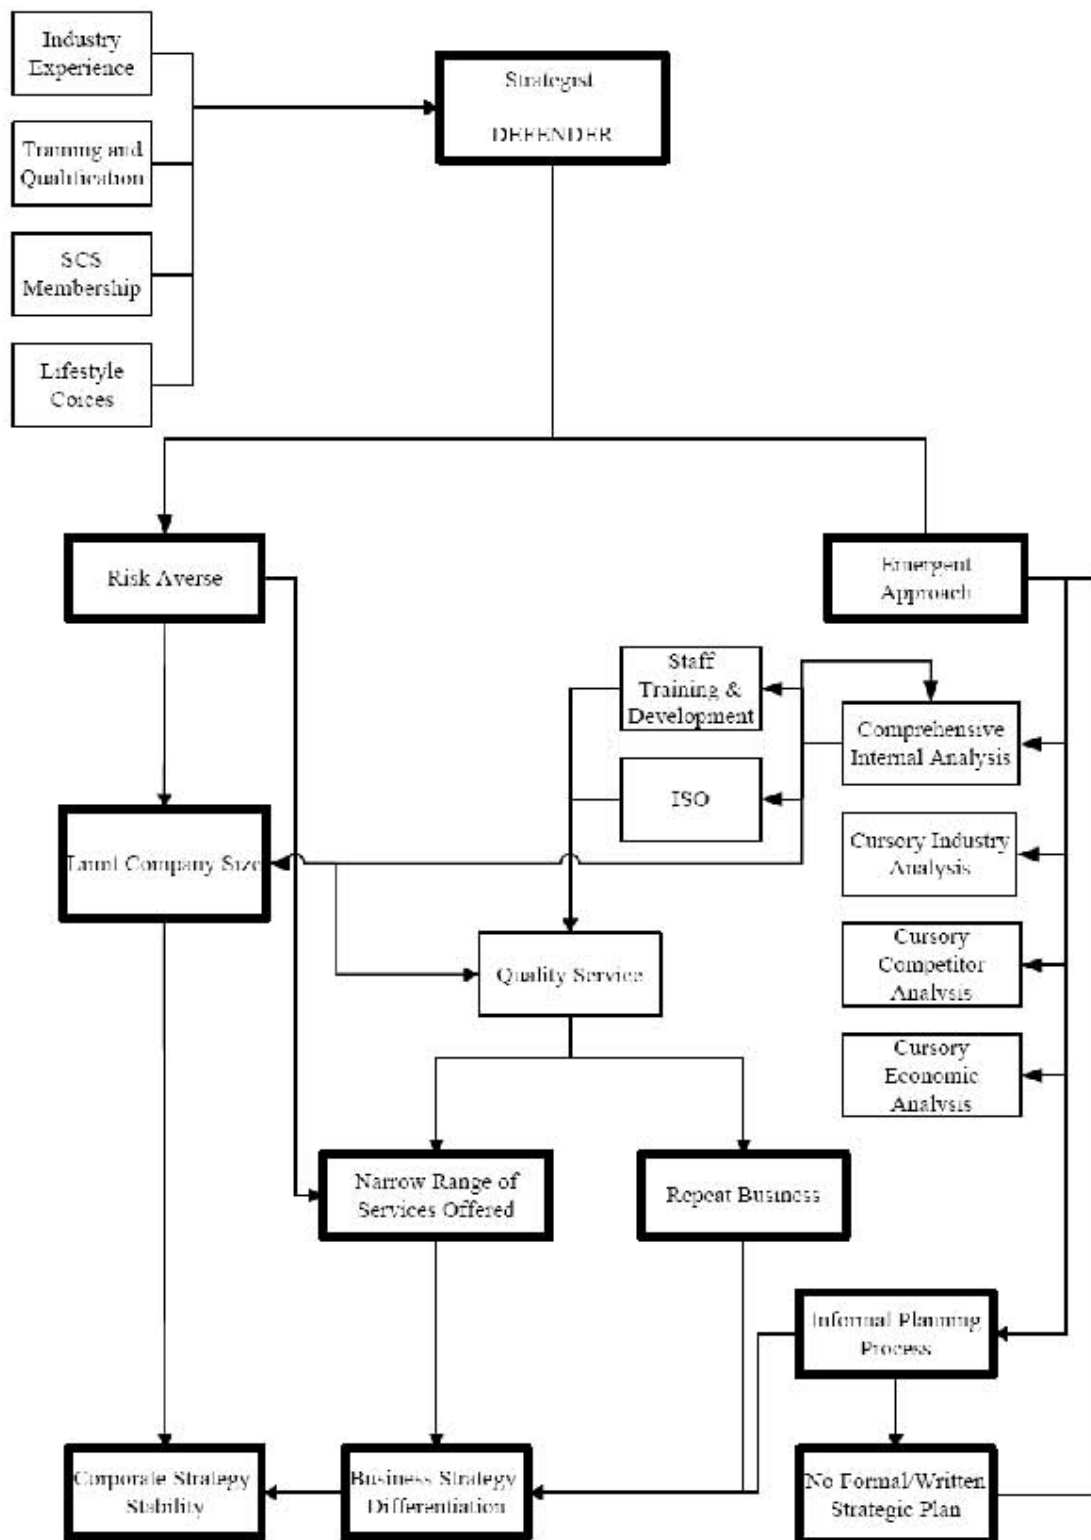 Industry
Experience
Training and
Qualification
SCS
Membership
Lifestyle
Coices
Strategist
DEFENDER
Risk Averse
Emergent
Approach
Staff
Training &
Development
ISO
Comprehensive
Internal Analysis
Cursory Industry
Analysis
Limit Company Size
Quality Service
Cursory
Competitor
Analysis
Cursory
Economic
Analysis
Narrow Range of
Services Offered
Repeat Business
Informal Planning
Process
Corporate Strategy
Stability
Business Strategy
Differentiation
No Formal/Written
Strategic Plan